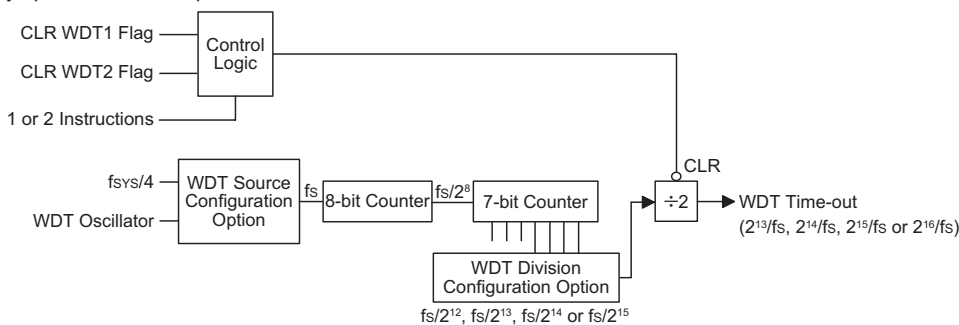 CLR WDT1 Flag
CLR WDT2 Flag
1 or 2 Instructions
Control
Logic
fSYS/4
WDT Oscillator
WDT Source
Configuration
Option
fS
8-bit Counter
fS/2⁸
7-bit Counter
WDT Division
Configuration Option
fS/2¹², fS/2¹³, fS/2¹⁴ or fS/2¹⁵
CLR
÷2
WDT Time-out
(2¹³/fS, 2¹⁴/fS, 2¹⁵/fS or 2¹⁶/fS)